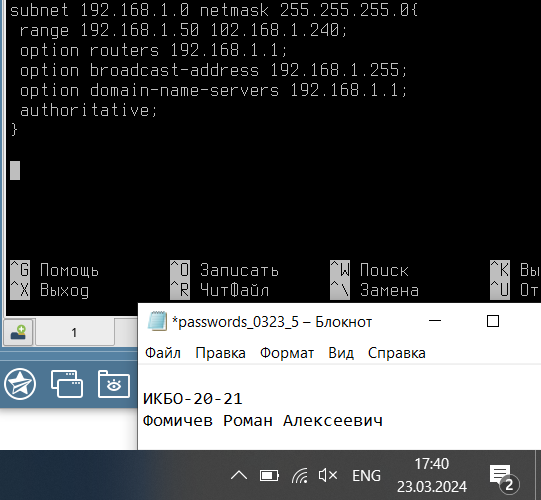 subnet 192.168.1.0 netmask 255.255.255.0{
range 192.168.1.50 102.168.1.240;
option routers 192.168.1.1;
option broadcast-address 192.168.1.255;
option domain-name-servers 192.168.1.1;
authoritative;
}
^G Помощь ^O Записать ^W Поиск ^K Вы
^X Выход ^R ЧитФайл ^\ Замена ^U От
*passwords_0323_5 – Блокнот
1
Файл Правка Формат Вид Справка
ИКБО-20-21
Фомичев Роман Алексеевич
ENG 17:40
23.03.2024 2